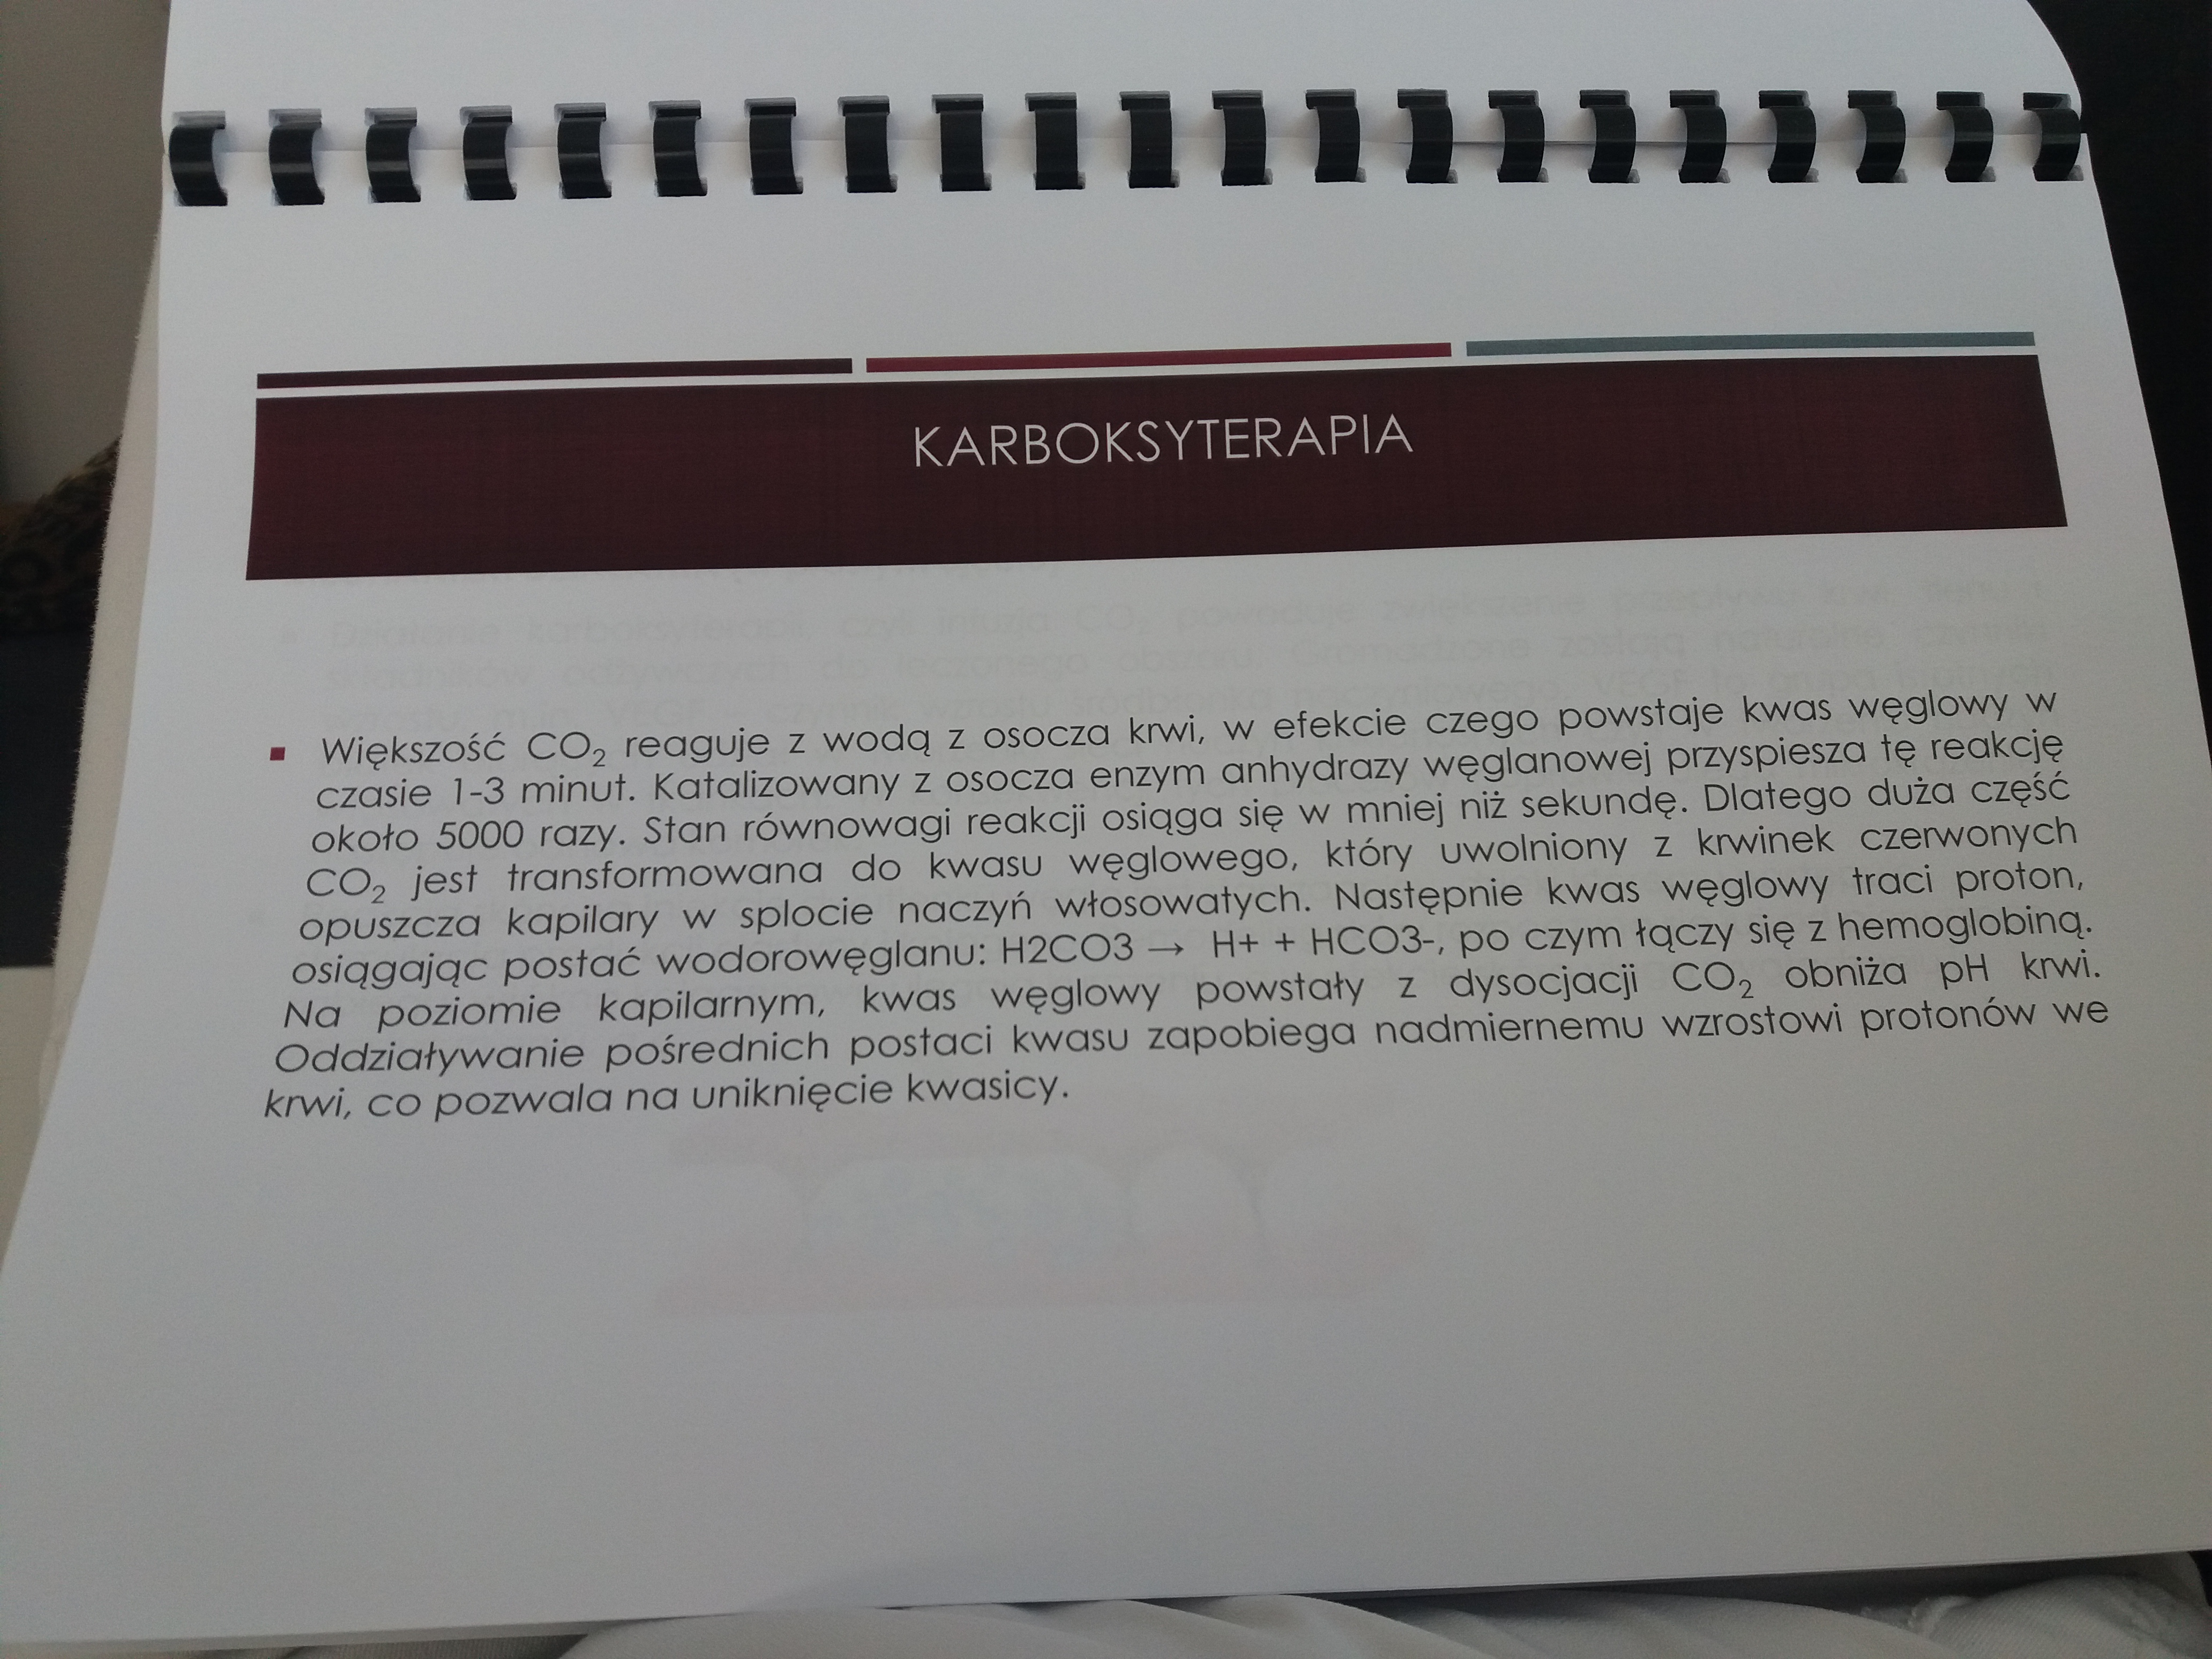 KARBOKSYTERAPIA
▪ Większość CO₂ reaguje z wodą z osocza krwi, w efekcie czego powstaje kwas węglowy w
czasie 1-3 minut. Katalizowany z osocza enzym anhydrazy węglanowej przyspiesza tę reakcję
około 5000 razy. Stan równowagi reakcji osiąga się w mniej niż sekundę. Dlatego duża część
CO₂ jest transformowana do kwasu węglowego, który uwolniony z krwinek czerwonych
opuszcza kapilary w splocie naczyń włosowatych. Następnie kwas węglowy traci proton,
osiągając postać wodorowęglanu: H2CO3 → H+ + HCO3-, po czym łączy się z hemoglobiną.
Na poziomie kapilarnym, kwas węglowy powstały z dysocjacji CO₂ obniża pH krwi.
Oddziaływanie pośrednich postaci kwasu zapobiega nadmiernemu wzrostowi protonów we
krwi, co pozwala na uniknięcie kwasicy.